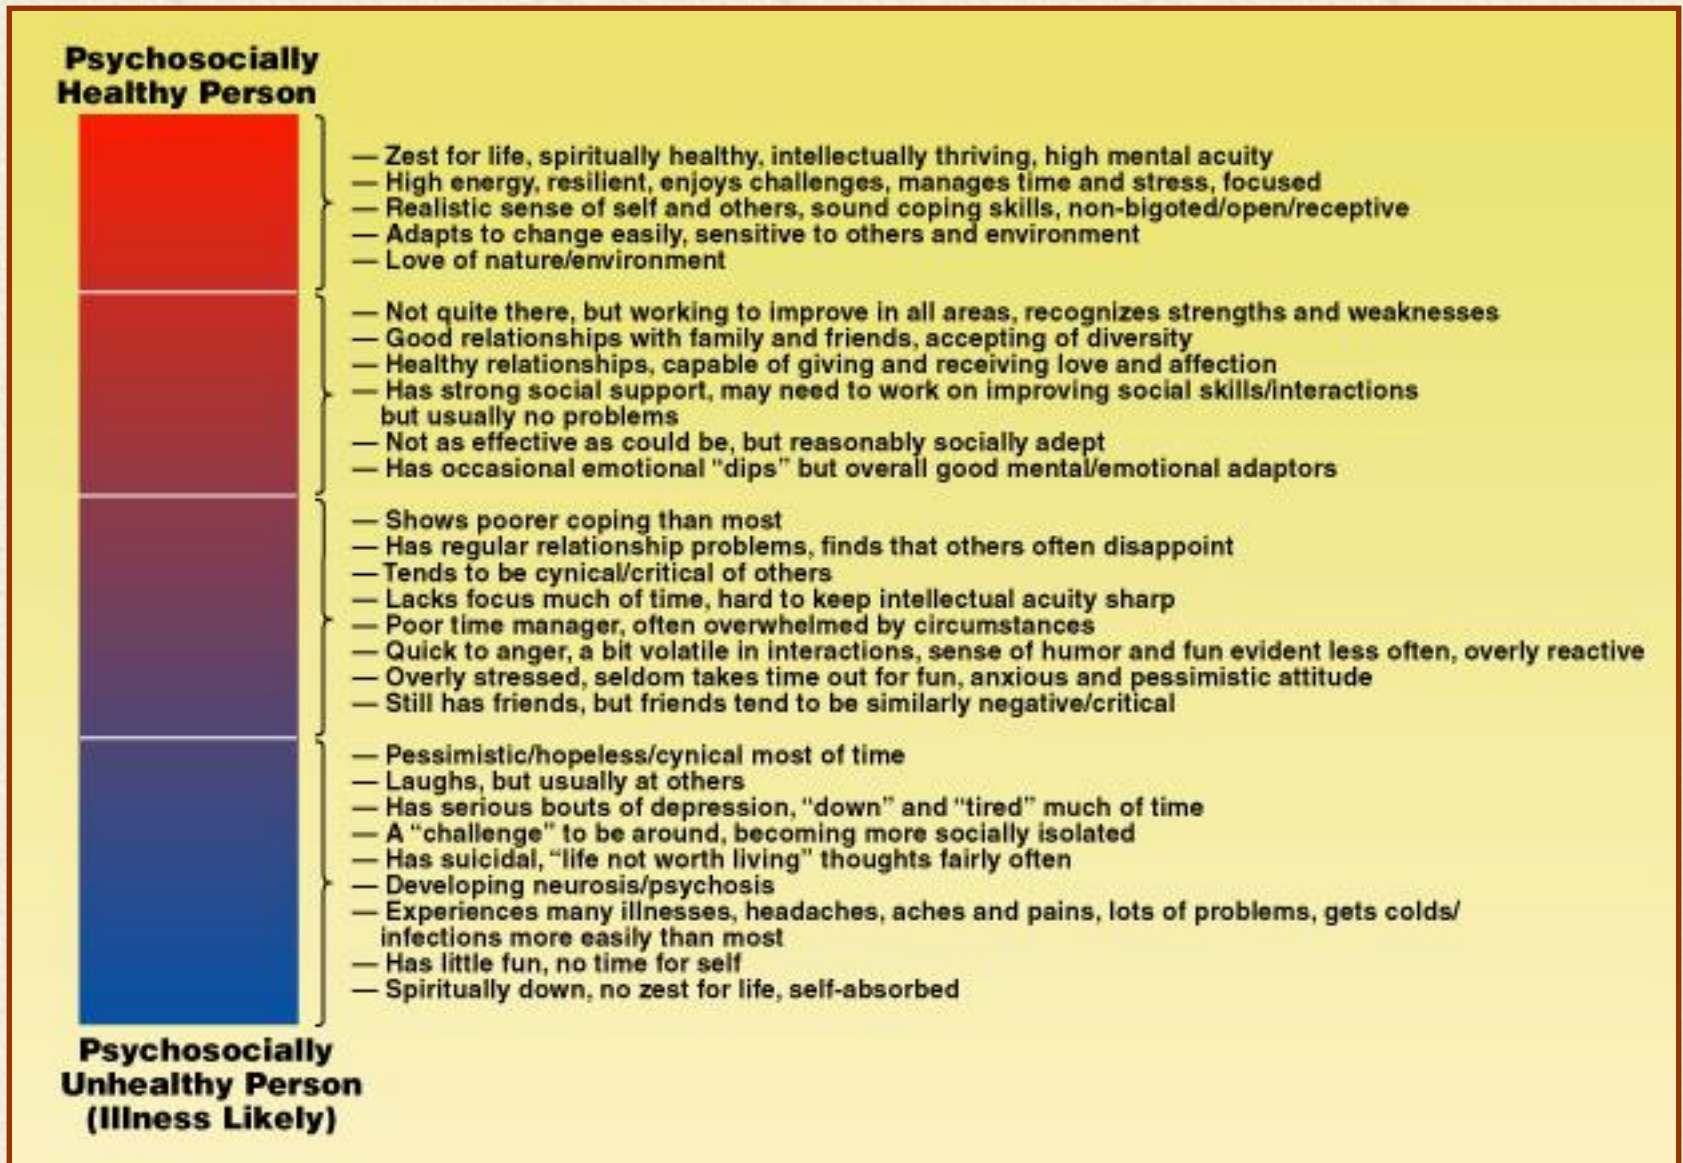 Psychosocially
Healthy Person
— Zest for life, spiritually healthy, intellectually thriving, high mental acuity
— High energy, resilient, enjoys challenges, manages time and stress, focused
— Realistic sense of self and others, sound coping skills, non-bigoted/open/receptive
— Adapts to change easily, sensitive to others and environment
— Love of nature/environment
— Not quite there, but working to improve in all areas, recognizes strengths and weaknesses
— Good relationships with family and friends, accepting of diversity
— Healthy relationships, capable of giving and receiving love and affection
— Has strong social support, may need to work on improving social skills/interactions
but usually no problems
— Not as effective as could be, but reasonably socially adept
— Has occasional emotional “dips” but overall good mental/emotional adaptors
— Shows poorer coping than most
— Has regular relationship problems, finds that others often disappoint
— Tends to be cynical/critical of others
— Lacks focus much of time, hard to keep intellectual acuity sharp
— Poor time manager, often overwhelmed by circumstances
— Quick to anger, a bit volatile in interactions, sense of humor and fun evident less often, overly reactive
— Overly stressed, seldom takes time out for fun, anxious and pessimistic attitude
— Still has friends, but friends tend to be similarly negative/critical
— Pessimistic/hopeless/cynical most of time
— Laughs, but usually at others
— Has serious bouts of depression, “down” and “tired” much of time
— A “challenge” to be around, becoming more socially isolated
— Has suicidal, “life not worth living” thoughts fairly often
— Developing neurosis/psychosis
— Experiences many illnesses, headaches, aches and pains, lots of problems, gets colds/
infections more easily than most
— Has little fun, no time for self
— Spiritually down, no zest for life, self-absorbed
Psychosocially
Unhealthy Person
(Illness Likely)